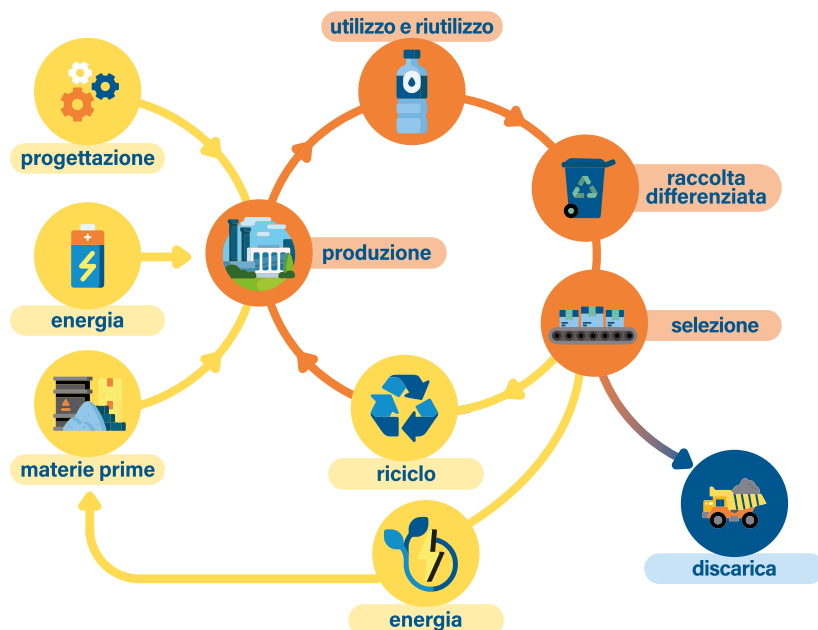 utilizzo e riutilizzo
progettazione
raccolta
differenziata
produzione
energia
selezione
materie prime
riciclo
discarica
energia